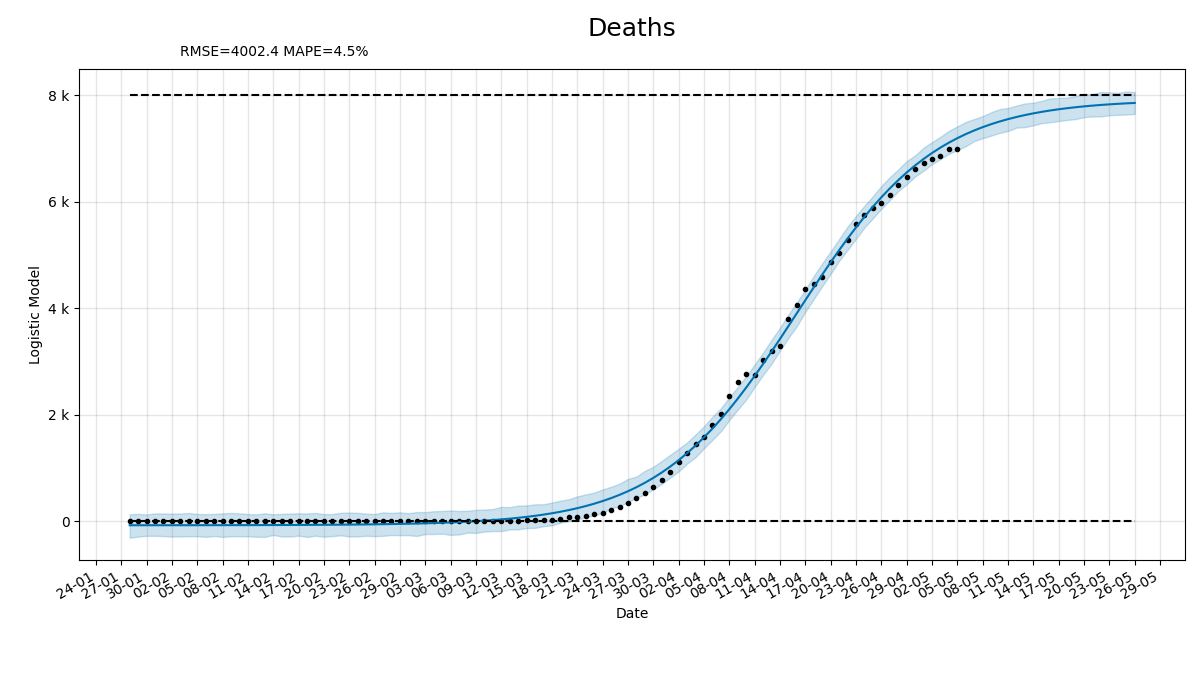 Deaths
RMSE=4002.4 MAPE=4.5%
8 k
6 k
4 k
2 k
0
Logistic Model
24-01 27-01 30-01 02-02 05-02 08-02 11-02 14-02 17-02 20-02 23-02 26-02 29-02 03-03 06-03 09-03 12-03 15-03 18-03 21-03 24-03 27-03 30-03 02-04 05-04 08-04 11-04 14-04 17-04 20-04 23-04 26-04 29-04 02-05 05-05 08-05 11-05 14-05 17-05 20-05 23-05 26-05 29-05
Date